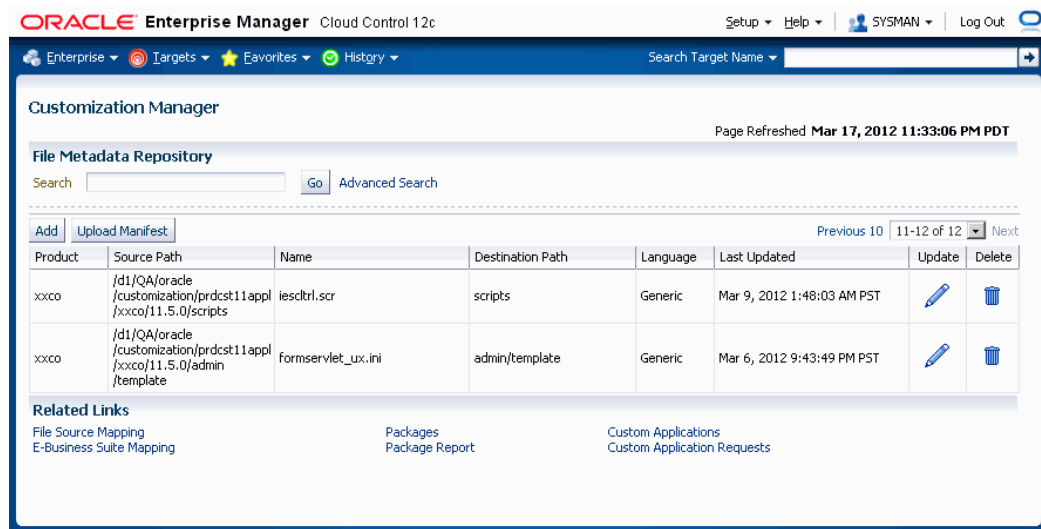 ORACLE Enterprise Manager Cloud Control 12c
Setup Help SYSMAN Log Out
Enterprise Targets Favorites History Search Target Name
Customization Manager
Page Refreshed Mar 17, 2012 11:33:06 PM PDT
File Metadata Repository
Search Go Advanced Search
Add Upload Manifest Previous 10 11-12 of 12 Next
Product Source Path Name Destination Path Language Last Updated Update Delete
/d1/QA/oracle
xxco /customization/prdcst11appl iescltrl.scr scripts Generic Mar 9, 2012 1:48:03 AM PST
/xxco/11.5.0/scripts
/d1/QA/oracle
/customization/prdcst11appl
xxco /xxco/11.5.0/admin formservlet_ux.ini admin/template Generic Mar 6, 2012 9:43:49 PM PST
/template
Related Links
File Source Mapping Packages Custom Applications
E-Business Suite Mapping Package Report Custom Application Requests